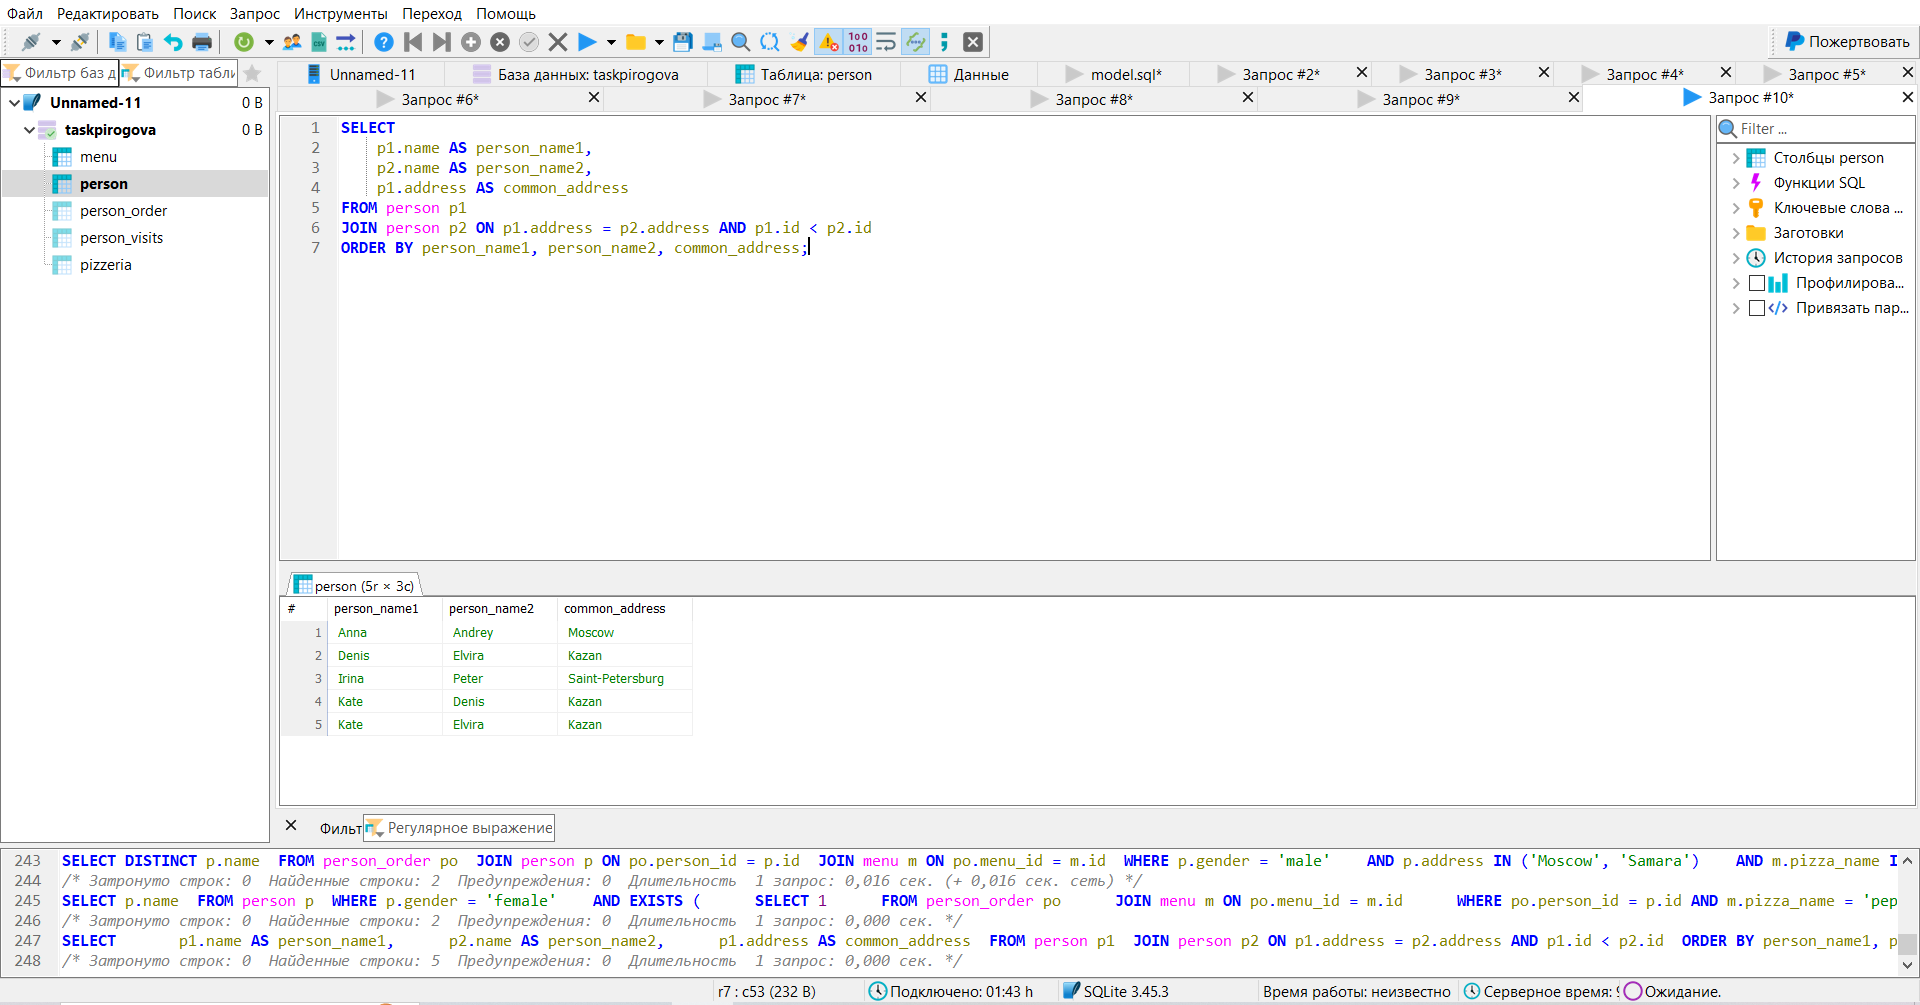 Файл Редактировать Поиск Запрос Инструменты Переход Помощь
Пожертвовать
Фильтр баз д Фильтр табли
Unnamed-11 База данных: taskpirogova Таблица: person Данные model.sql* Запрос #2* Запрос #3* Запрос #4* Запрос #5*
Запрос #6* Запрос #7* Запрос #8* Запрос #9* Запрос #10*
Unnamed-11 0 B
taskpirogova 0 B
menu
person
person_order
person_visits
pizzeria
1 SELECT
2 p1.name AS person_name1,
3 p2.name AS person_name2,
4 p1.address AS common_address
5 FROM person p1
6 JOIN person p2 ON p1.address = p2.address AND p1.id < p2.id
7 ORDER BY person_name1, person_name2, common_address;
Filter ...
Столбцы person
Функции SQL
Ключевые слова ...
Заготовки
История запросов
Профилирова...
Привязать пар...
person (5r × 3c)
# person_name1 person_name2 common_address
1 Anna Andrey Moscow
2 Denis Elvira Kazan
3 Irina Peter Saint-Petersburg
4 Kate Denis Kazan
5 Kate Elvira Kazan
Фильт Регулярное выражение
243 SELECT DISTINCT p.name FROM person_order po JOIN person p ON po.person_id = p.id JOIN menu m ON po.menu_id = m.id WHERE p.gender = 'male' AND p.address IN ('Moscow', 'Samara') AND m.pizza_name I
244 /* Затронуто строк: 0 Найденные строки: 2 Предупреждения: 0 Длительность 1 запрос: 0,016 сек. (+ 0,016 сек. сеть) */
245 SELECT p.name FROM person p WHERE p.gender = 'female' AND EXISTS ( SELECT 1 FROM person_order po JOIN menu m ON po.menu_id = m.id WHERE po.person_id = p.id AND m.pizza_name = 'pep
246 /* Затронуто строк: 0 Найденные строки: 2 Предупреждения: 0 Длительность 1 запрос: 0,000 сек. */
247 SELECT p1.name AS person_name1, p2.name AS person_name2, p1.address AS common_address FROM person p1 JOIN person p2 ON p1.address = p2.address AND p1.id < p2.id ORDER BY person_name1, p
248 /* Затронуто строк: 0 Найденные строки: 5 Предупреждения: 0 Длительность 1 запрос: 0,000 сек. */
r7 : c53 (232 B) Подключено: 01:43 h SQLite 3.45.3 Время работы: неизвестно Серверное время: Ожидание.